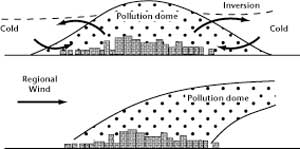 Inversion
Pollution dome
Cold
Cold
Regional
Wind
Pollution dome